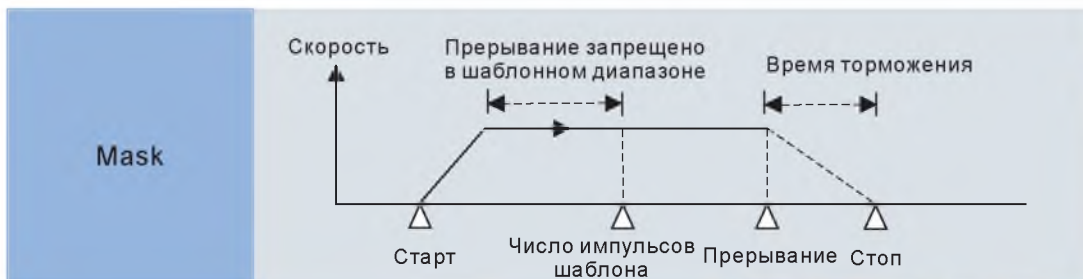 Mask
Скорость
Прерывание запрещено
в шаблонном диапазоне
Время торможения
Старт
Число импульсов
шаблона
Прерывание
Стоп